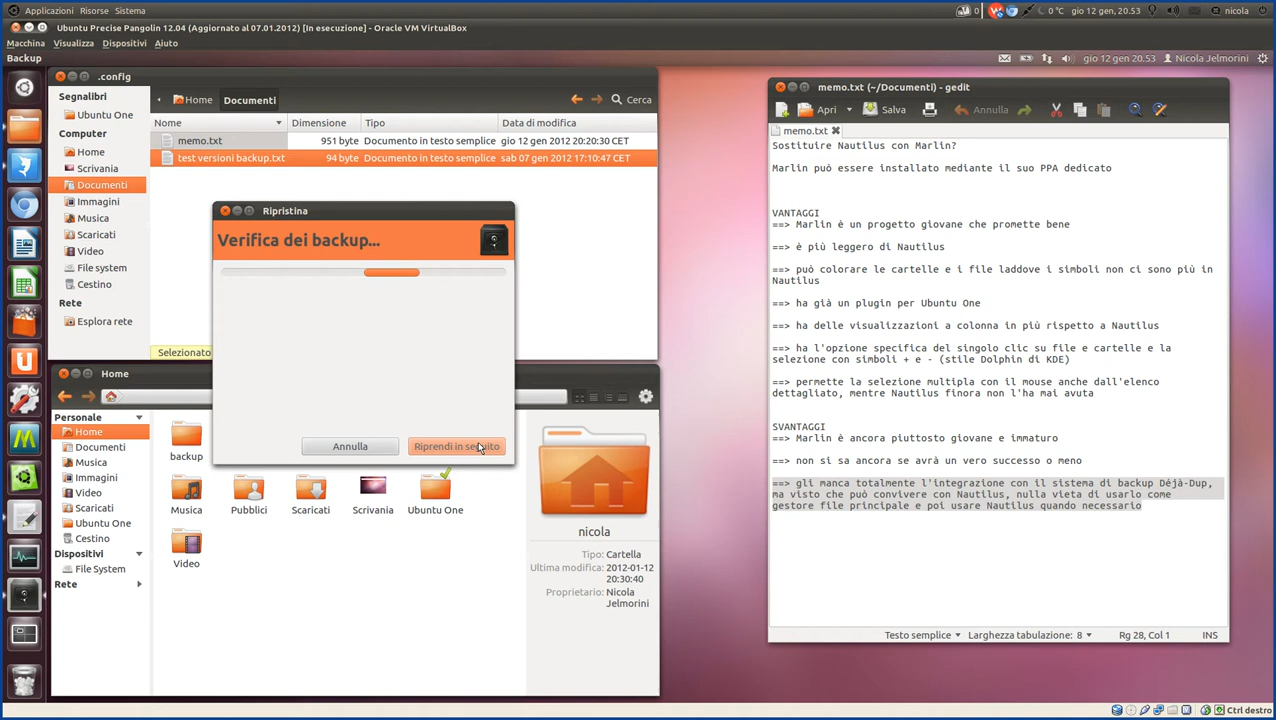 Applicazioni Risorse Sistema 0 0 °C gio 12 gen, 20.53 nicola
Ubuntu Precise Pangolin 12.04 (Aggiornato al 07.01.2012) [In esecuzione] - Oracle VM VirtualBox
Macchina Visualizza Dispositivi Aiuto
Backup gio 12 gen 20.53 Nicola Jelmorini
.config
Segnalibri
Ubuntu One
Computer
Home
Scrivania
Documenti
Immagini
Musica
Scaricati
Video
File system
Cestino
Rete
Esplora rete
Home Documenti Cerca
Nome Dimensione Tipo Data di modifica
memo.txt 951 byte Documento in testo semplice gio 12 gen 2012 20:20:30 CET
test versioni backup.txt 94 byte Documento in testo semplice sab 07 gen 2012 17:10:47 CET
Selezionato
Ripristina
Verifica dei backup...
Annulla Riprendi in seguito
Home
Personale
Home
Documenti
Musica
Immagini
Video
Scaricati
Ubuntu One
Cestino
Dispositivi
File System
Rete
backup
Musica Pubblici Scaricati Scrivania Ubuntu One
Video
nicola
Tipo: Cartella
Ultima modifica: 2012-01-12
20:30:40
Proprietario: Nicola
Jelmorini
memo.txt (~/Documenti) - gedit
Apri Salva Annulla
memo.txt
Sostituire Nautilus con Marlin?
Marlin può essere installato mediante il suo PPA dedicato
VANTAGGI
==> Marlin è un progetto giovane che promette bene
==> è più leggero di Nautilus
==> può colorare le cartelle e i file laddove i simboli non ci sono più in
Nautilus
==> ha già un plugin per Ubuntu One
==> ha delle visualizzazioni a colonna in più rispetto a Nautilus
==> ha l'opzione specifica del singolo clic su file e cartelle e la
selezione con simboli + e - (stile Dolphin di KDE)
==> permette la selezione multipla con il mouse anche dall'elenco
dettagliato, mentre Nautilus finora non l'ha mai avuta
SVANTAGGI
==> Marlin è ancora piuttosto giovane e immaturo
==> non si sa ancora se avrà un vero successo o meno
==> gli manca totalmente l'integrazione con il sistema di backup Déjà-Dup,
ma visto che può convivere con Nautilus, nulla vieta di usarlo come
gestore file principale e poi usare Nautilus quando necessario
Testo semplice Larghezza tabulazione: 8 Rg 28, Col 1 INS
Ctrl destro